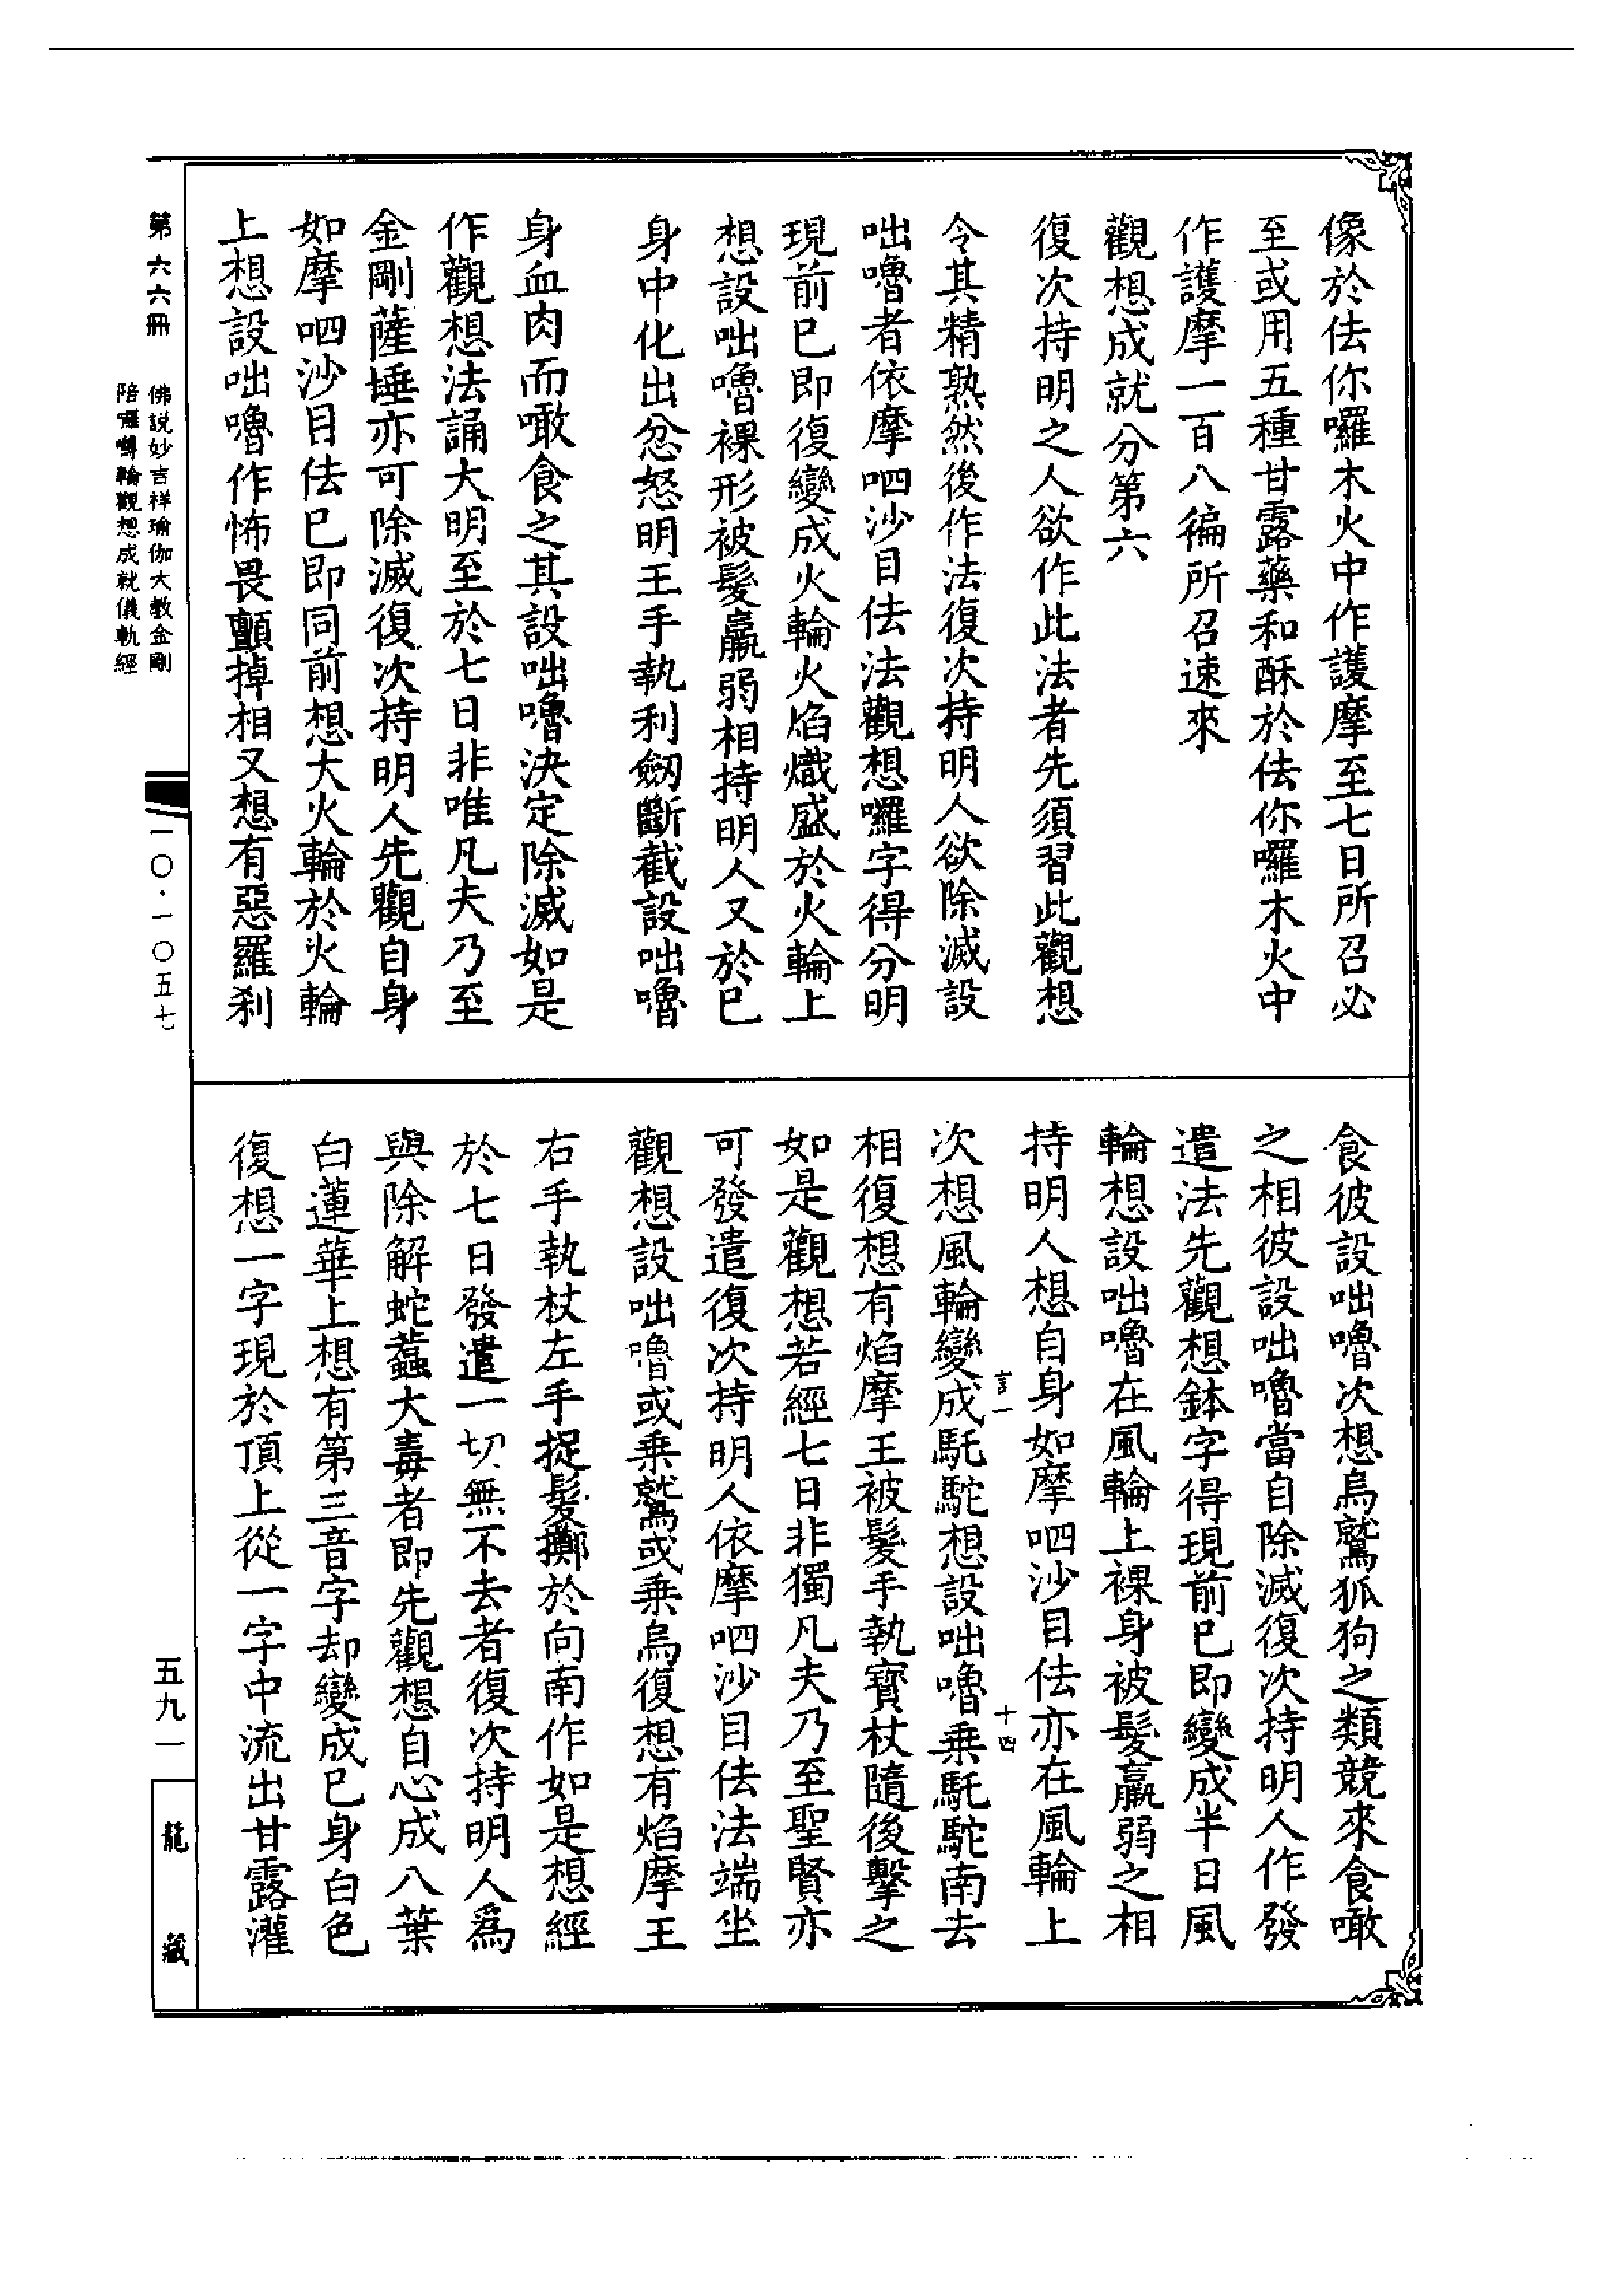 像於佉你囉木火中作護摩至七日所召必
至或用五種甘露藥和酥於佉你囉木火中
作護摩一百八徧所召速來
觀想成就分第六
復次持明之人欲作此法者先須習此觀想
令其精熟然後作法復次持明人欲除滅設
咄嚕者依摩呬沙目佉法觀想囉字得分明
現前已即復變成火輪火焰熾盛於火輪上
想設咄嚕裸形被髮羸弱相持明人又於已
身中化出忿怒明王手執利劒斷截設咄嚕
身血肉而噉食之其設咄嚕決定除滅如是
作觀想法誦大明至於七日非唯凡夫乃至
金剛薩埵亦可除滅復次持明人先觀自身
如摩呬沙目佉已即同前想大火輪於火輪
上想設咄嚕作怖畏顫掉相又想有惡羅刹
食彼設咄嚕次想烏鷲狐狗之類競來食噉
之相彼設咄嚕當自除滅復次持明人作發
遣法先觀想鉢字得現前已即變成半日風
輪想設咄嚕在風輪上裸身被髮羸弱之相
持明人想自身如摩呬沙目佉亦在風輪上
言一 十四
次想風輪變成馲駝想設咄嚕乗馲駝南去
相復想有焰摩王被髮手執寳杖隨後擊之
如是觀想若經七日非獨凡夫乃至聖賢亦
可發遣復次持明人依摩呬沙目佉法端坐
觀想設咄嚕或乗鷲或乗烏復想有焰摩王
右手執杖左手捉髮擲於向南作如是想經
於七日發遣一切無不去者復次持明人爲
與除解蛇蠚大毒者即先觀想自心成八葉
白蓮華上想有第三音字却變成已身白色
復想一字現於頂上從一字中流出甘露灌
第六六冊
佛説妙吉祥瑜伽大教金剛
陪囉嚩輪觀想成就儀軌經
一〇·一〇五七
五九一
龍藏